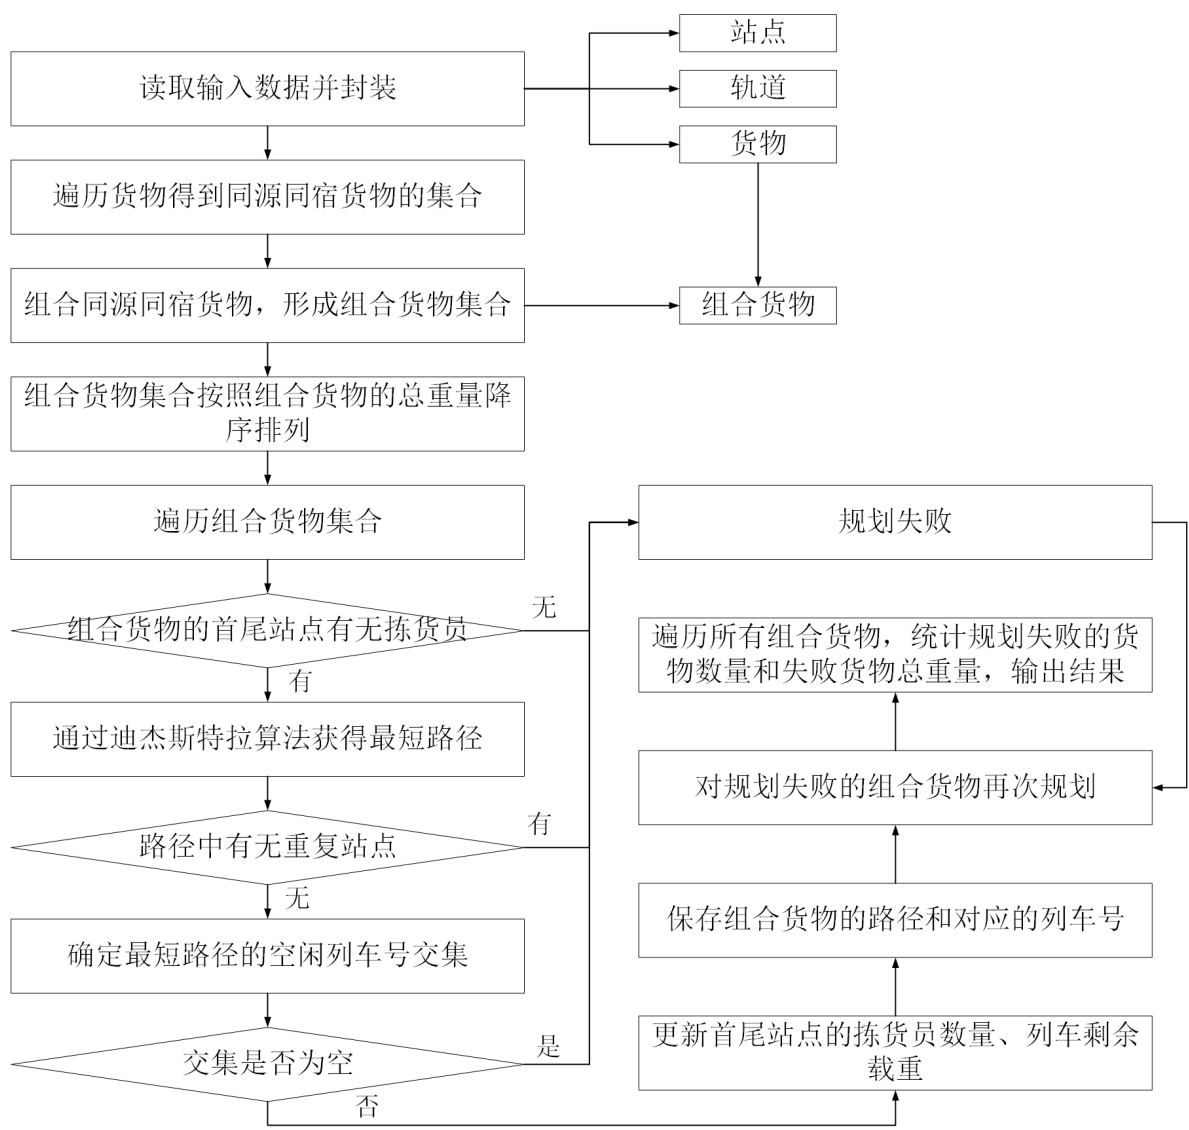 站点
读取输入数据并封装
轨道
货物
遍历货物得到同源同宿货物的集合
组合同源同宿货物，形成组合货物集合
组合货物
组合货物集合按照组合货物的总重量降
序排列
遍历组合货物集合
规划失败
组合货物的首尾站点有无拣货员
无
有
遍历所有组合货物，统计规划失败的货
物数量和失败货物总重量，输出结果
通过迪杰斯特拉算法获得最短路径
对规划失败的组合货物再次规划
路径中有无重复站点
有
无
保存组合货物的路径和对应的列车号
确定最短路径的空闲列车号交集
交集是否为空
是
否
更新首尾站点的拣货员数量、列车剩余
载重